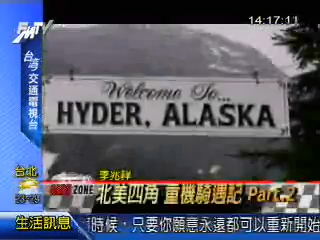 14:17:11
台灣交通電視台
Welcome To...
HYDER, ALASKA
李兆祥
ZONE
北美四角 重機騎遇記 Part.2
台北
生活訊息
時候，只要你願意永遠都可以重新開始